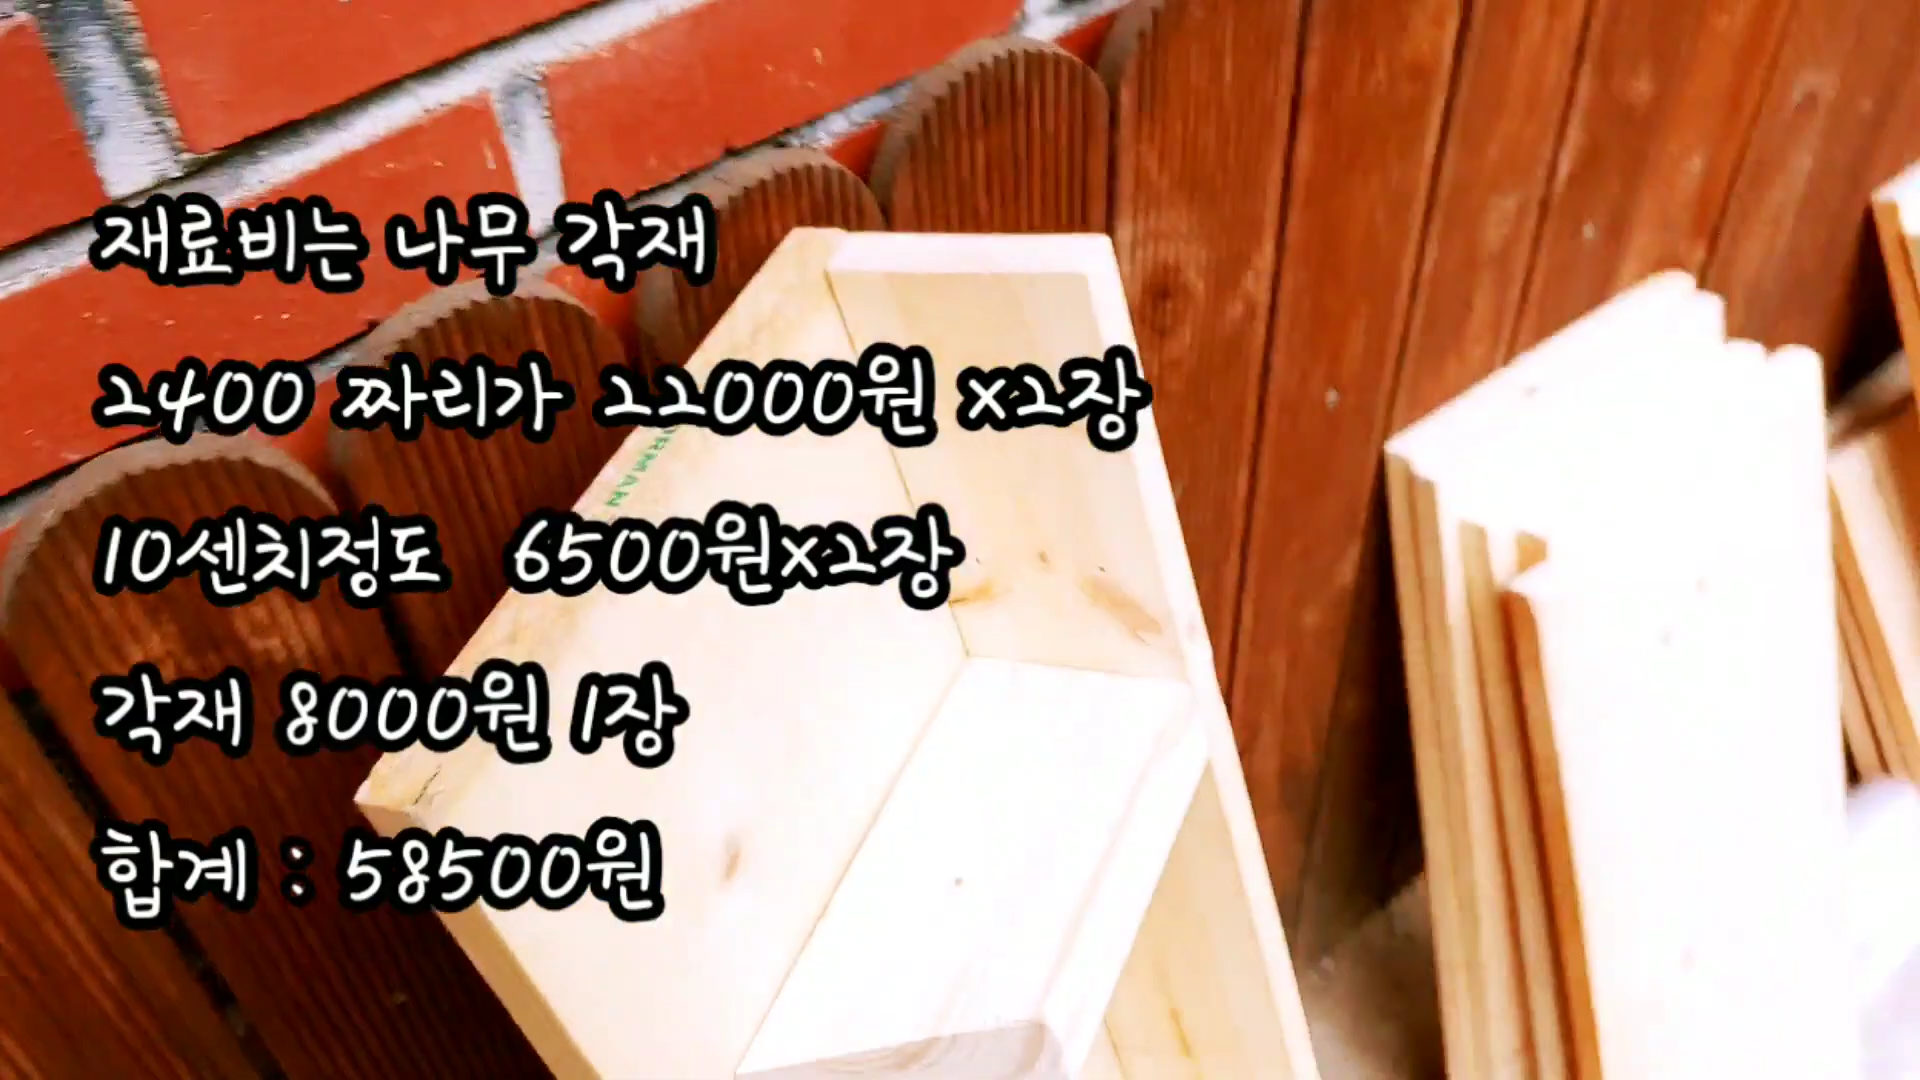 재료비는 나무 각재
2400 짜리가 22000원 x2장
10센치정도 6500원x2장
각재 8000원 1장
합계 : 58500원